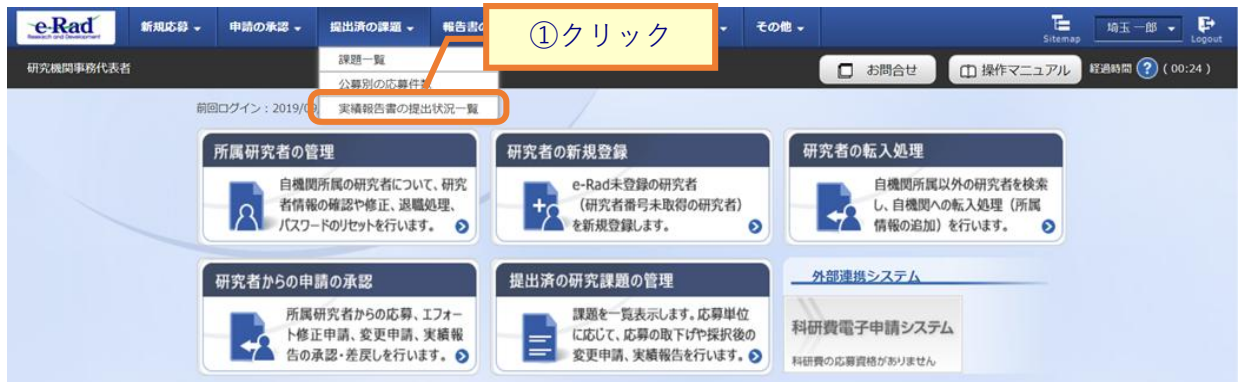 e-Rad
Research and Development
新規応募
申請の承認
提出済の課題
報告書の
①クリック
その他
Sitemap
埼玉 一郎
Logout
研究機関事務代表者
課題一覧
公募別の応募件数
実績報告書の提出状況一覧
お問合せ
操作マニュアル
経過時間 ? ( 00:24 )
前回ログイン：2019/09
所属研究者の管理
自機関所属の研究者について、研究
者情報の確認や修正、退職処理、
パスワードのリセットを行います。
研究者の新規登録
e-Rad未登録の研究者
（研究者番号未取得の研究者）
を新規登録します。
研究者の転入処理
自機関所属以外の研究者を検索
し、自機関への転入処理（所属
情報の追加）を行います。
研究者からの申請の承認
所属研究者からの応募、エフォー
ト修正申請、変更申請、実績報
告の承認・差戻しを行います。
提出済の研究課題の管理
課題を一覧表示します。応募単位
に応じて、応募の取下げや採択後の
変更申請、実績報告を行います。
外部連携システム
科研費電子申請システム
科研費の応募資格がありません